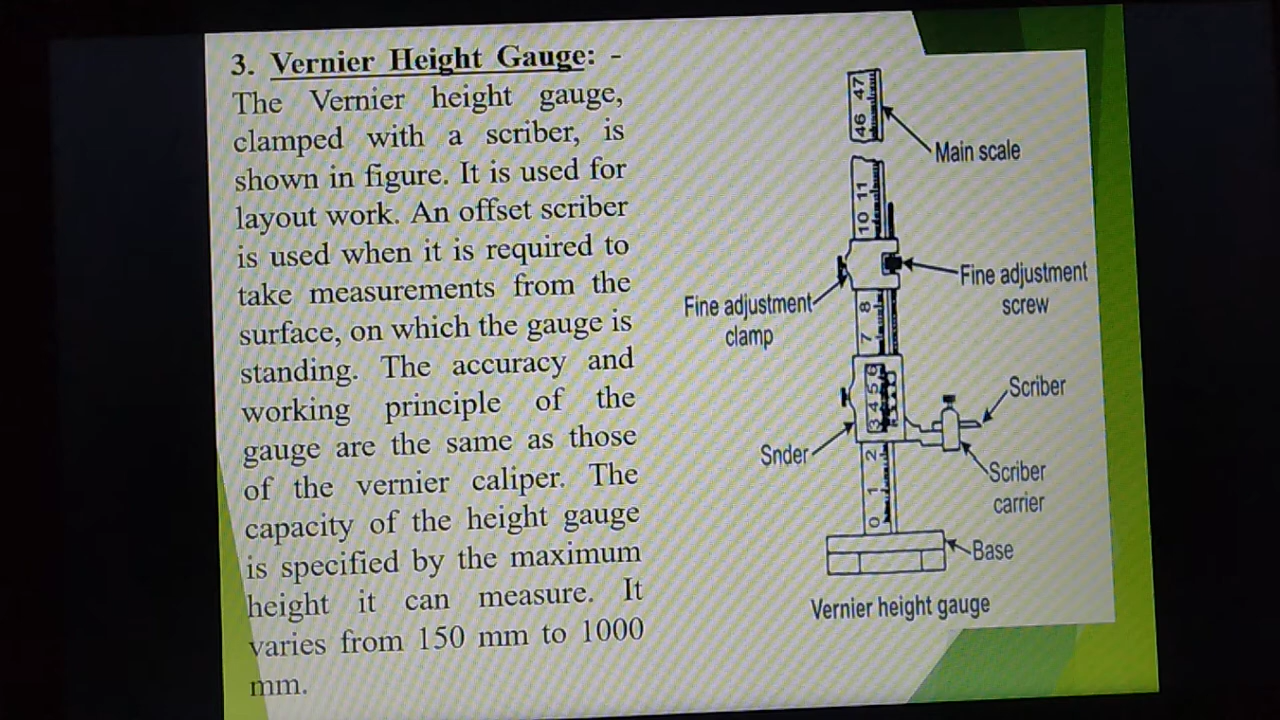 3. Vernier Height Gauge: -
The Vernier height gauge,
clamped with a scriber, is
shown in figure. It is used for
layout work. An offset scriber
is used when it is required to
take measurements from the
surface, on which the gauge is
standing. The accuracy and
working principle of the
gauge are the same as those
of the vernier caliper. The
capacity of the height gauge
is specified by the maximum
height it can measure. It
varies from 150 mm to 1000
mm.
46 47
Main scale
10 11
Fine adjustment
screw
Fine adjustment
clamp
7 8
Scriber
3 4 5 6
Snder
Scriber
carrier
0 1 2
Base
Vernier height gauge